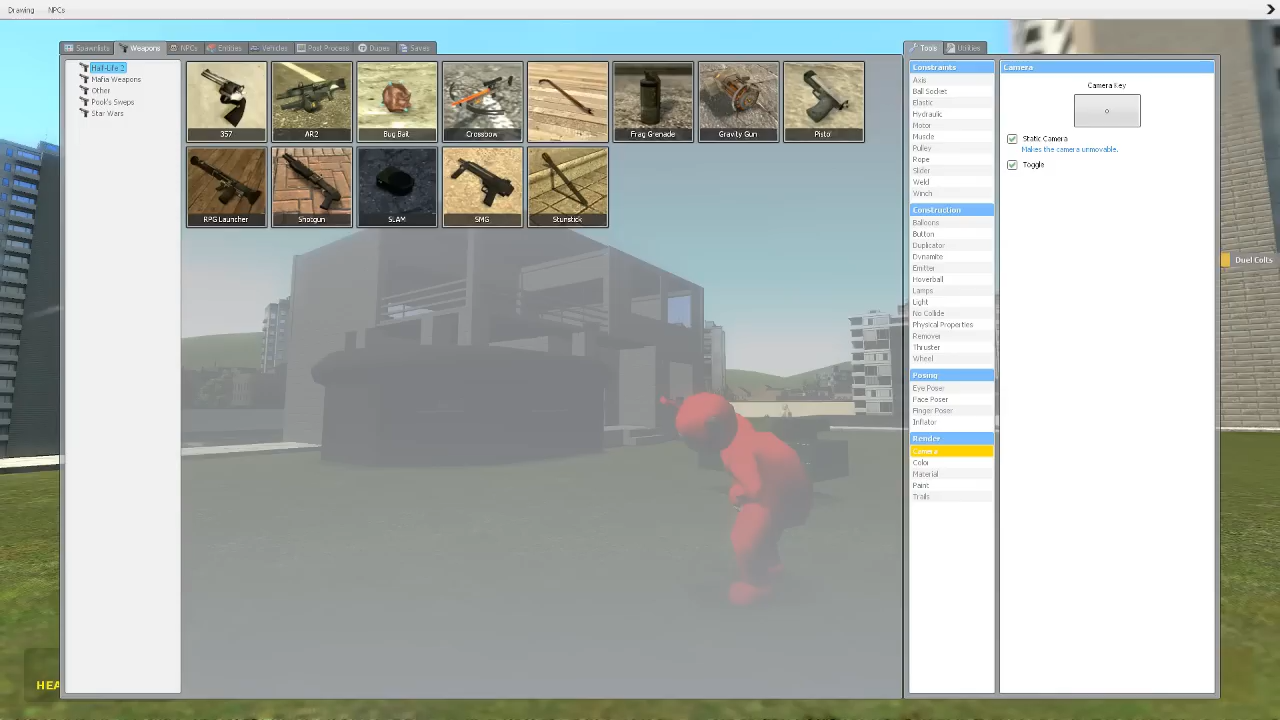 Drawing NPCs
Spawnlists Weapons NPCs Entities Vehicles Post Process Dupes Saves
Half-Life 2
Mafia Weapons
Other
Pook's Sweps
Star Wars
357 AR2 Bug Bait Crossbow Frag Grenade Gravity Gun Pistol
RPG Launcher Shotgun SLAM SMG Stunstick
Tools Utilities
Constraints
Axis
Ball Socket
Elastic
Hydraulic
Motor
Muscle
Pulley
Rope
Slider
Weld
Winch
Construction
Balloons
Button
Duplicator
Dynamite
Emitter
Hoverball
Lamps
Light
No Collide
Physical Properties
Remover
Thruster
Wheel
Posing
Eye Poser
Face Poser
Finger Poser
Inflator
Render
Camera
Color
Material
Paint
Trails
Camera
Camera Key
Static Camera
Makes the camera unmovable.
Toggle
Duel Colts
HEA